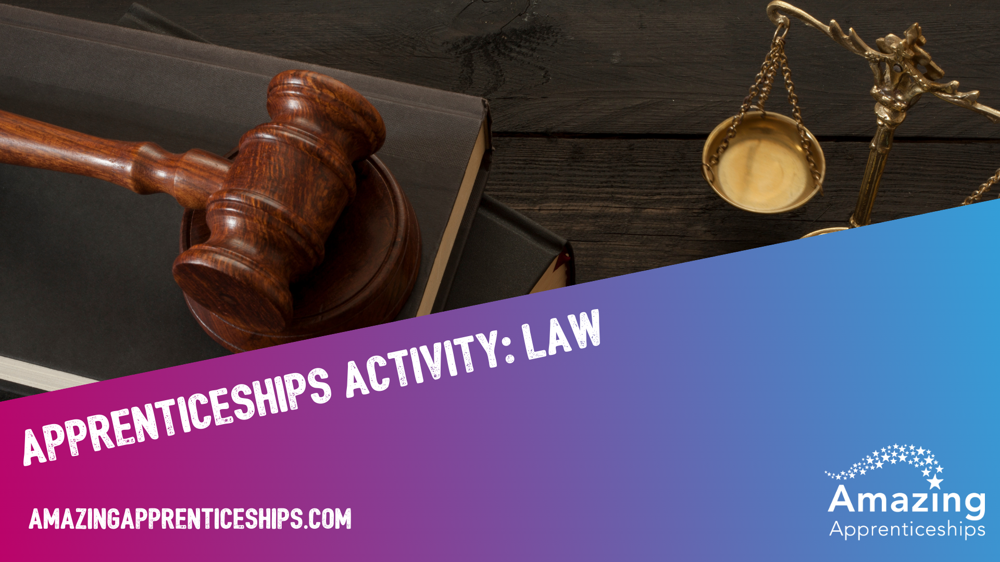 APPRENTICESHIPS ACTIVITY: LAW
AMAZINGAPPRENTICESHIPS.COM
Amazing
Apprenticeships